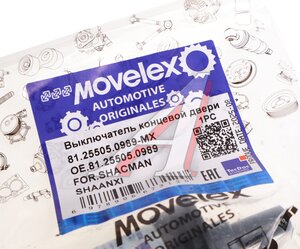 MOVELEX
AUTOMOTIVE
ORIGINALES
Выключатель концевой двери
81.25505.0989-MX 1PC
OE.81.25505.0989
FOR.SHACMAN
SHAANXI
EAC
MOVELEX